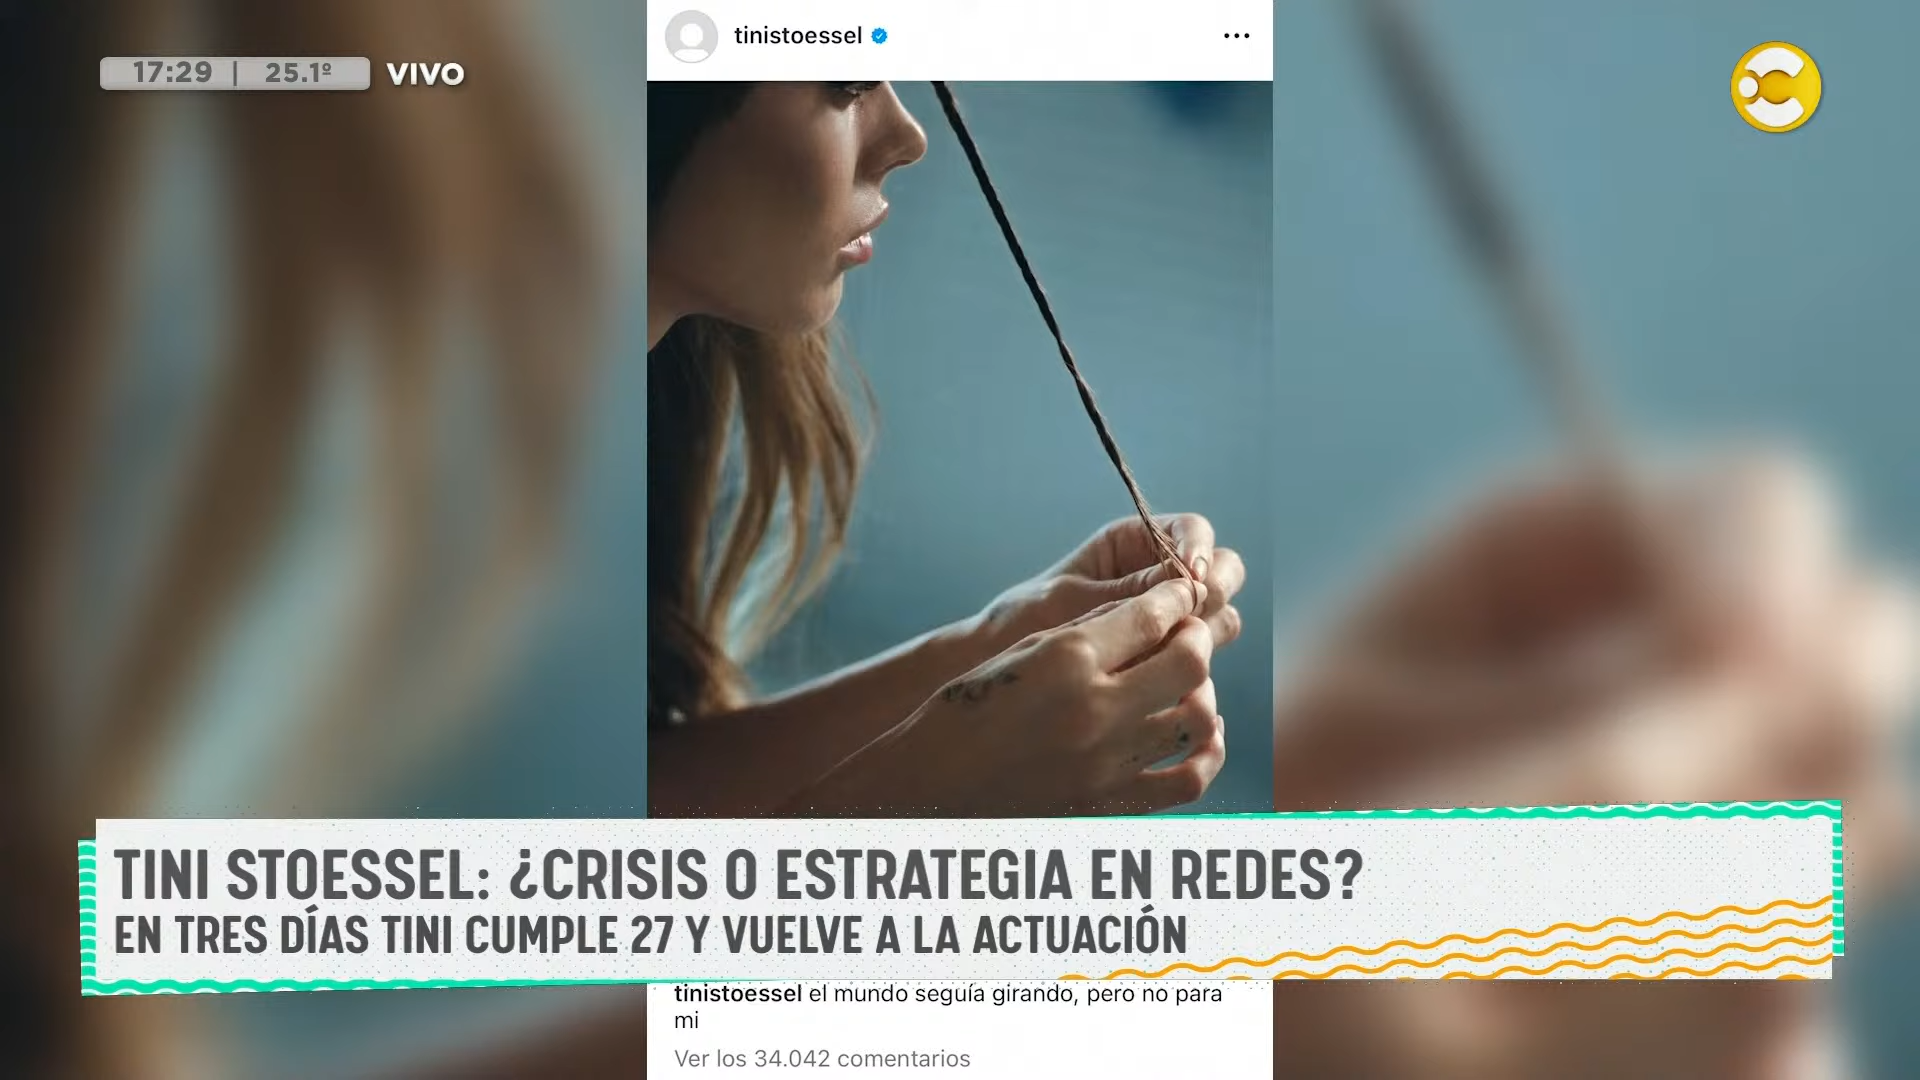 tinistoessel
17:29 | 25.1º VIVO
TINI STOESSEL: ¿CRISIS O ESTRATEGIA EN REDES?
EN TRES DÍAS TINI CUMPLE 27 Y VUELVE A LA ACTUACIÓN
tinistoessel el mundo seguía girando, pero no para
mi
Ver los 34.042 comentarios